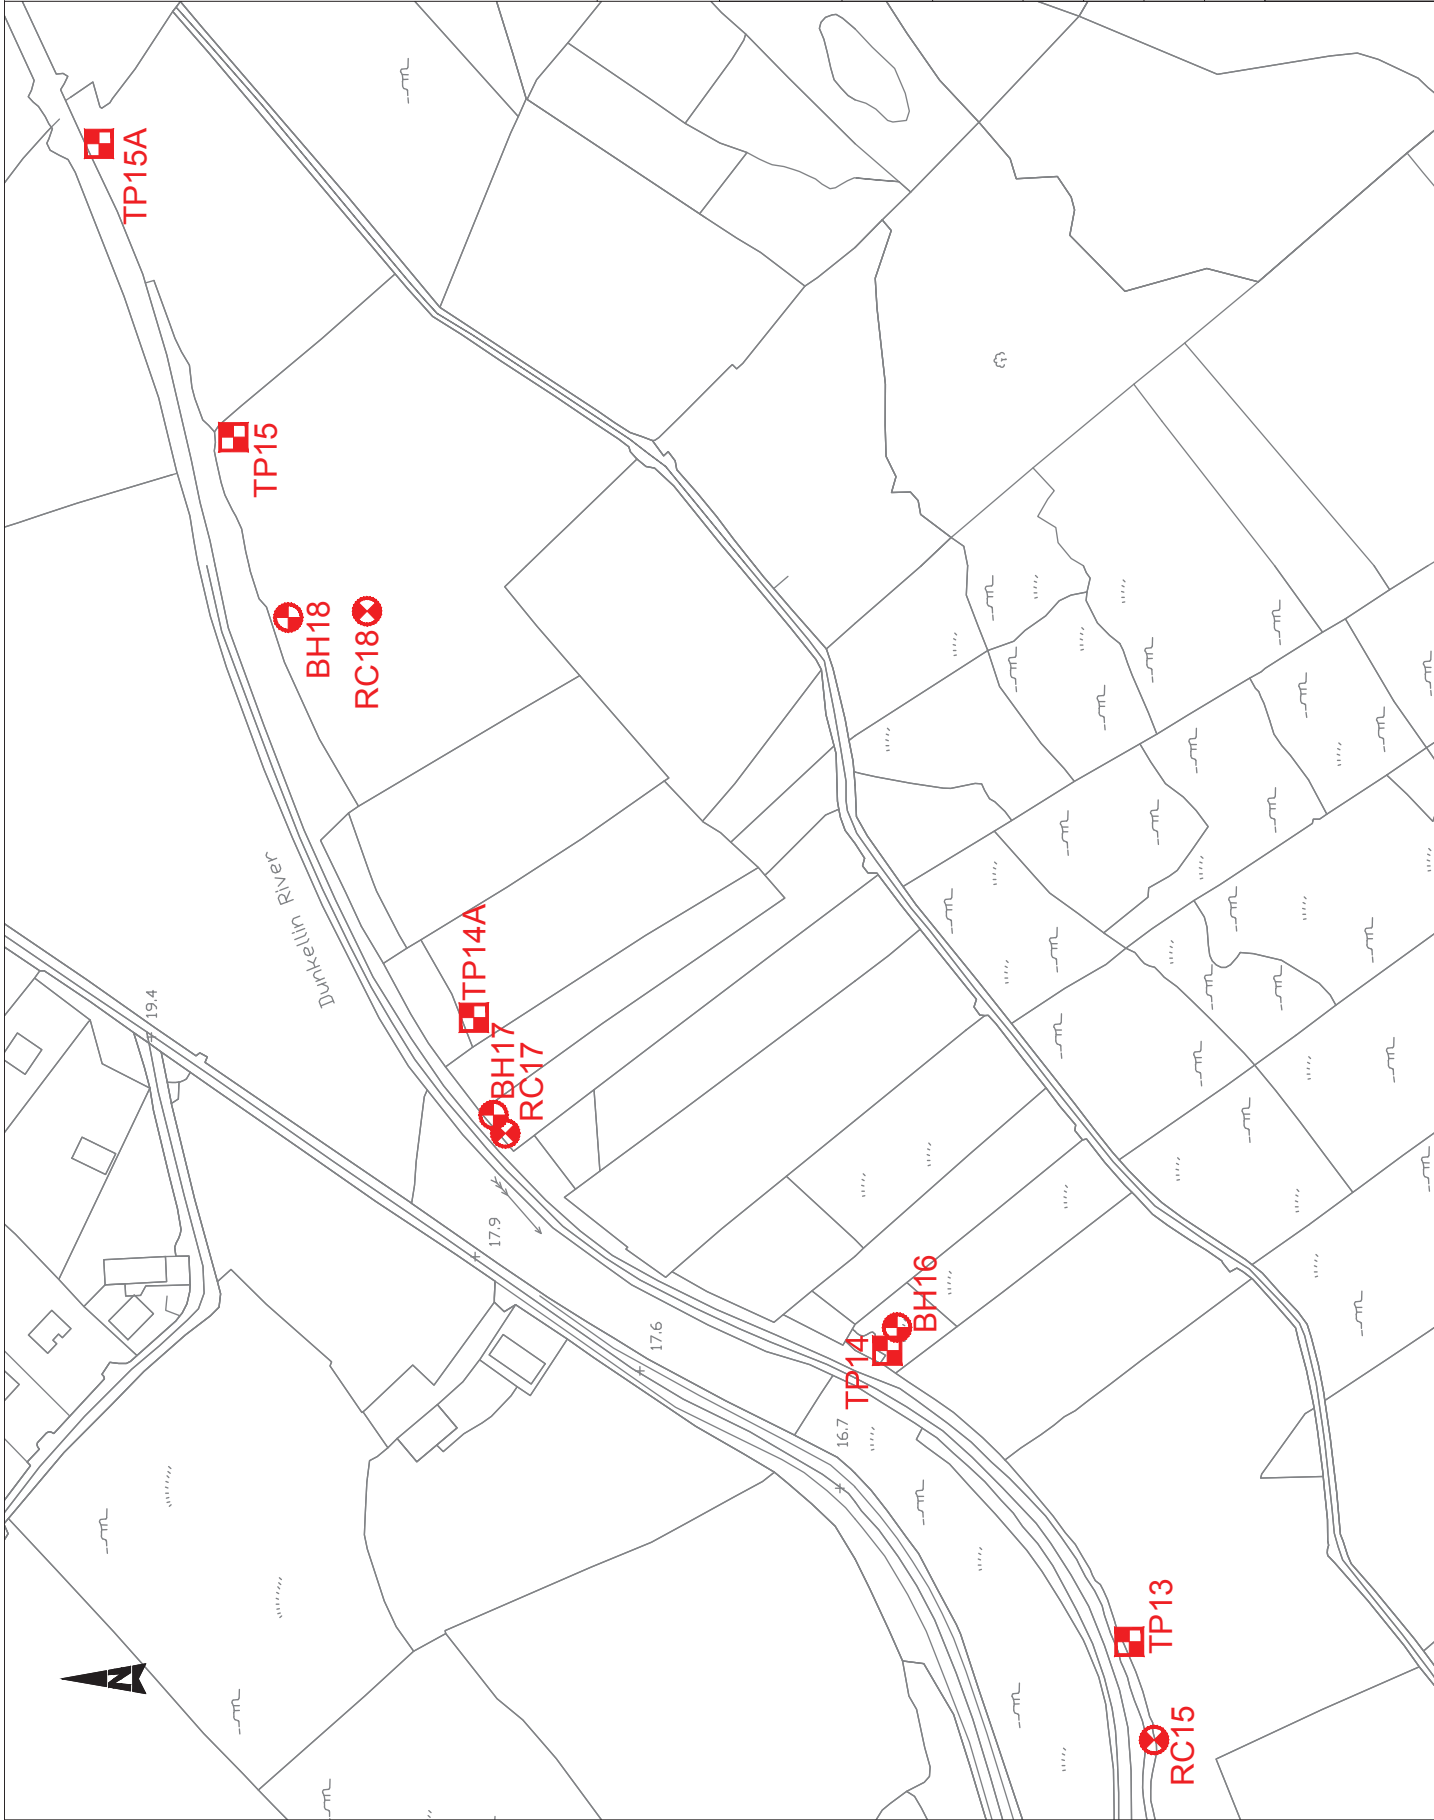 TP15A
TP15
BH18
RC18
Dunkellin River
19.4
TP14A
BH17
RC17
17.9
17.6
BH16
TP14
16.7
TP13
RC15
N